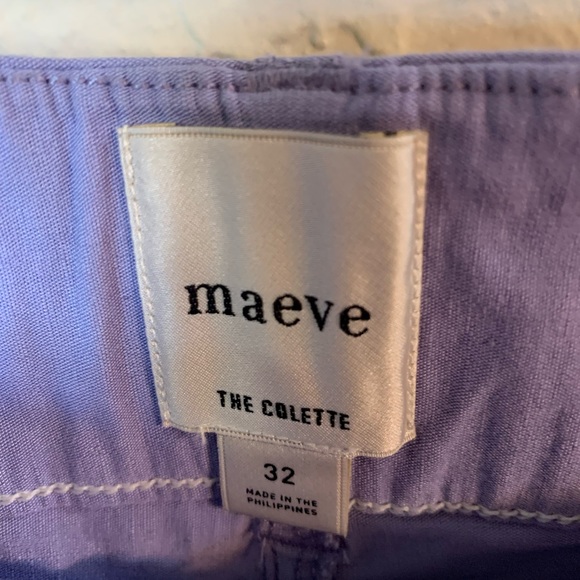 maeve
THE COLETTE
32
MADE IN THE
PHILIPPINES